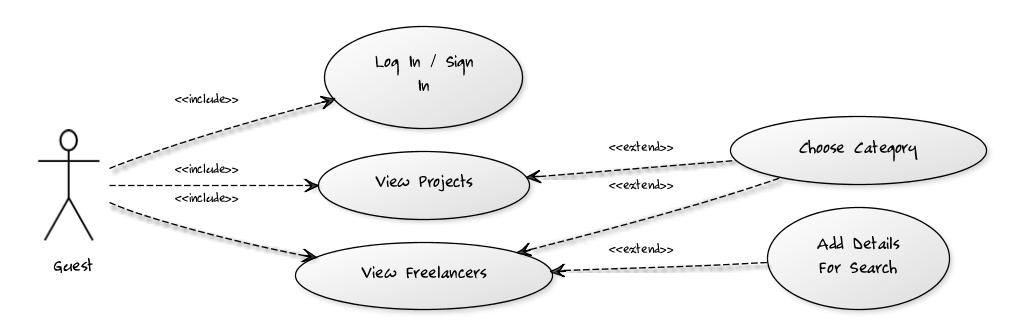 Log In / Sign
In
<<include>>
<<extend>>
Choose Category
<<include>>
View Projects
<<extend>>
<<include>>
Add Details
For Search
<<extend>>
Guest
View Freelancers